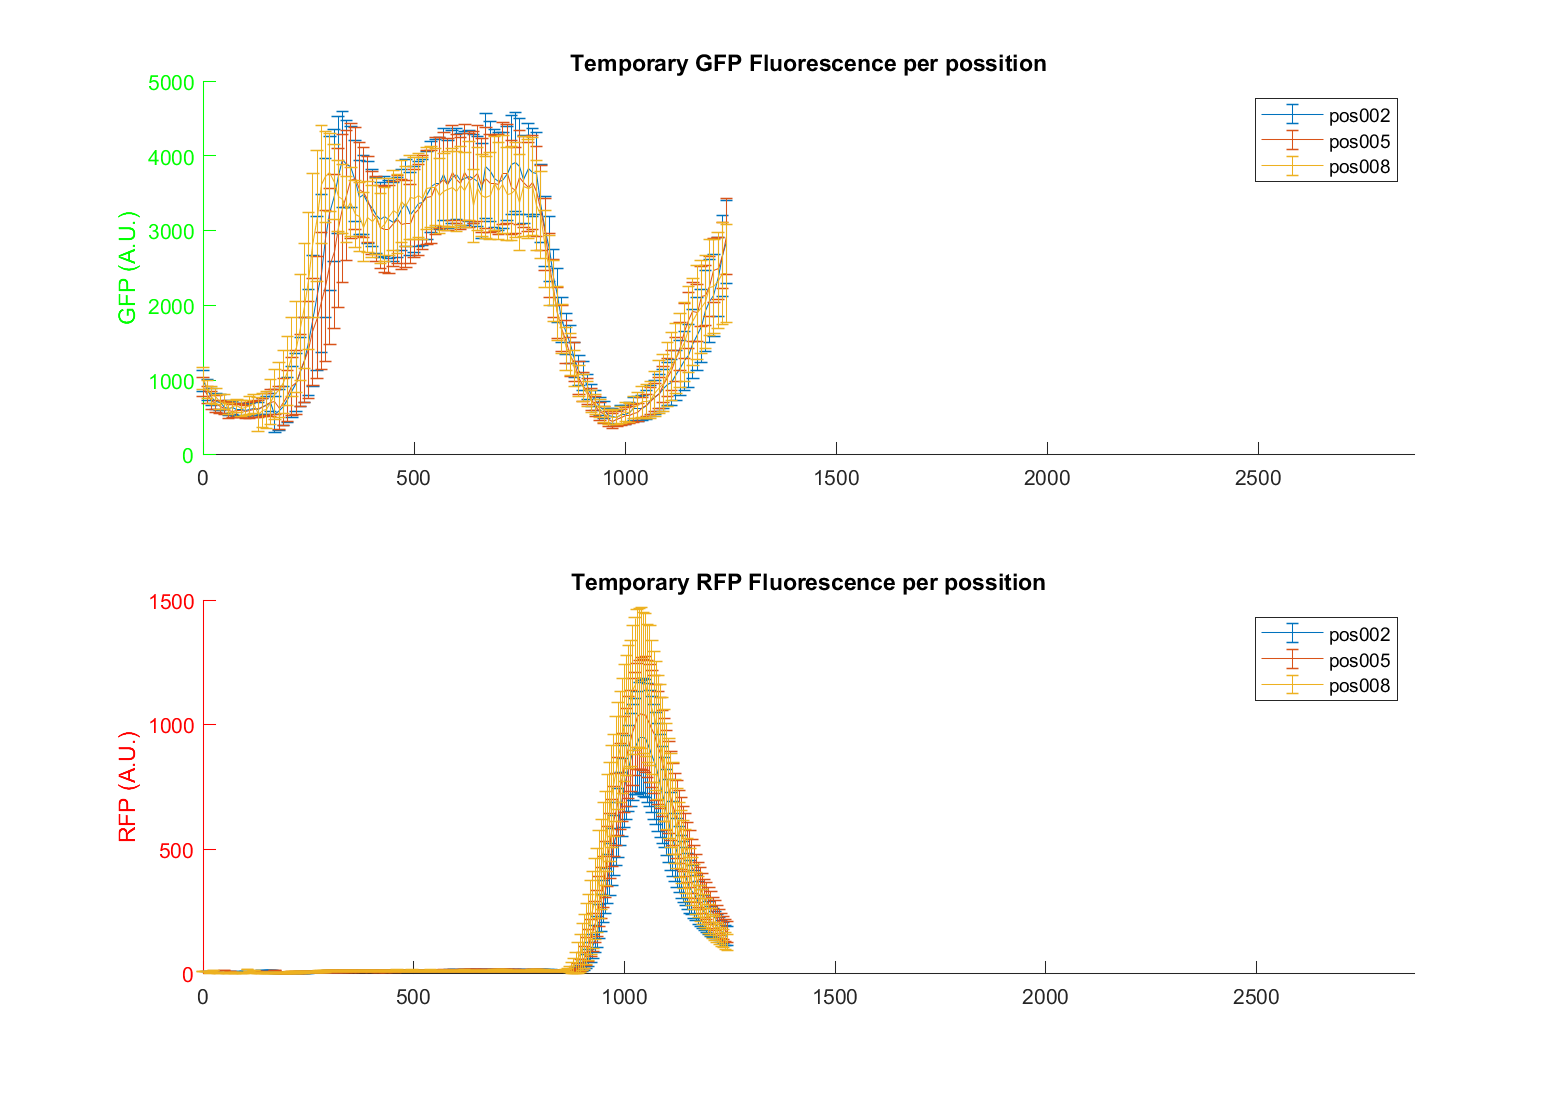 Temporary GFP Fluorescence per possition
5000
4000
3000
2000
1000
0
GFP (A.U.)
0 500 1000 1500 2000 2500
pos002
pos005
pos008
Temporary RFP Fluorescence per possition
1500
1000
500
0
RFP (A.U.)
0 500 1000 1500 2000 2500
pos002
pos005
pos008